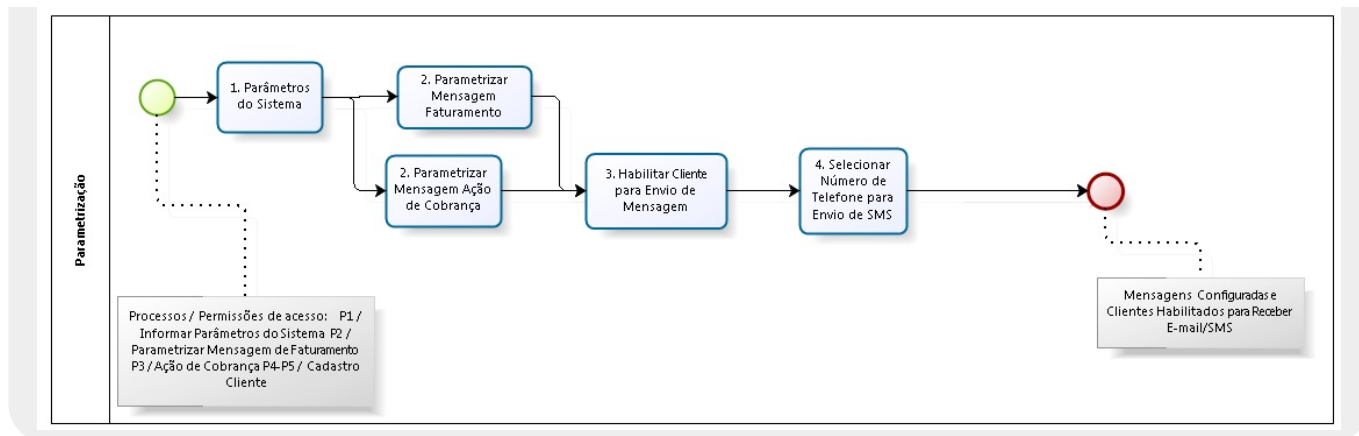 Parametrização
1. Parâmetros
do Sistema
2. Parametrizar
Mensagem
Faturamento
2. Parametrizar
Mensagem Ação
de Cobrança
3. Habilitar Cliente
para Envio de
Mensagem
4. Selecionar
Número de
Telefone para
Envio de SMS
Processos / Permissões de acesso: P1 /
Informar Parâmetros do Sistema P2 /
Parametrizar Mensagem de Faturamento
P3 / Ação de Cobrança P4-P5 / Cadastro
Cliente
Mensagens Configuradas e
Clientes Habilitados para Receber
E-mail/SMS